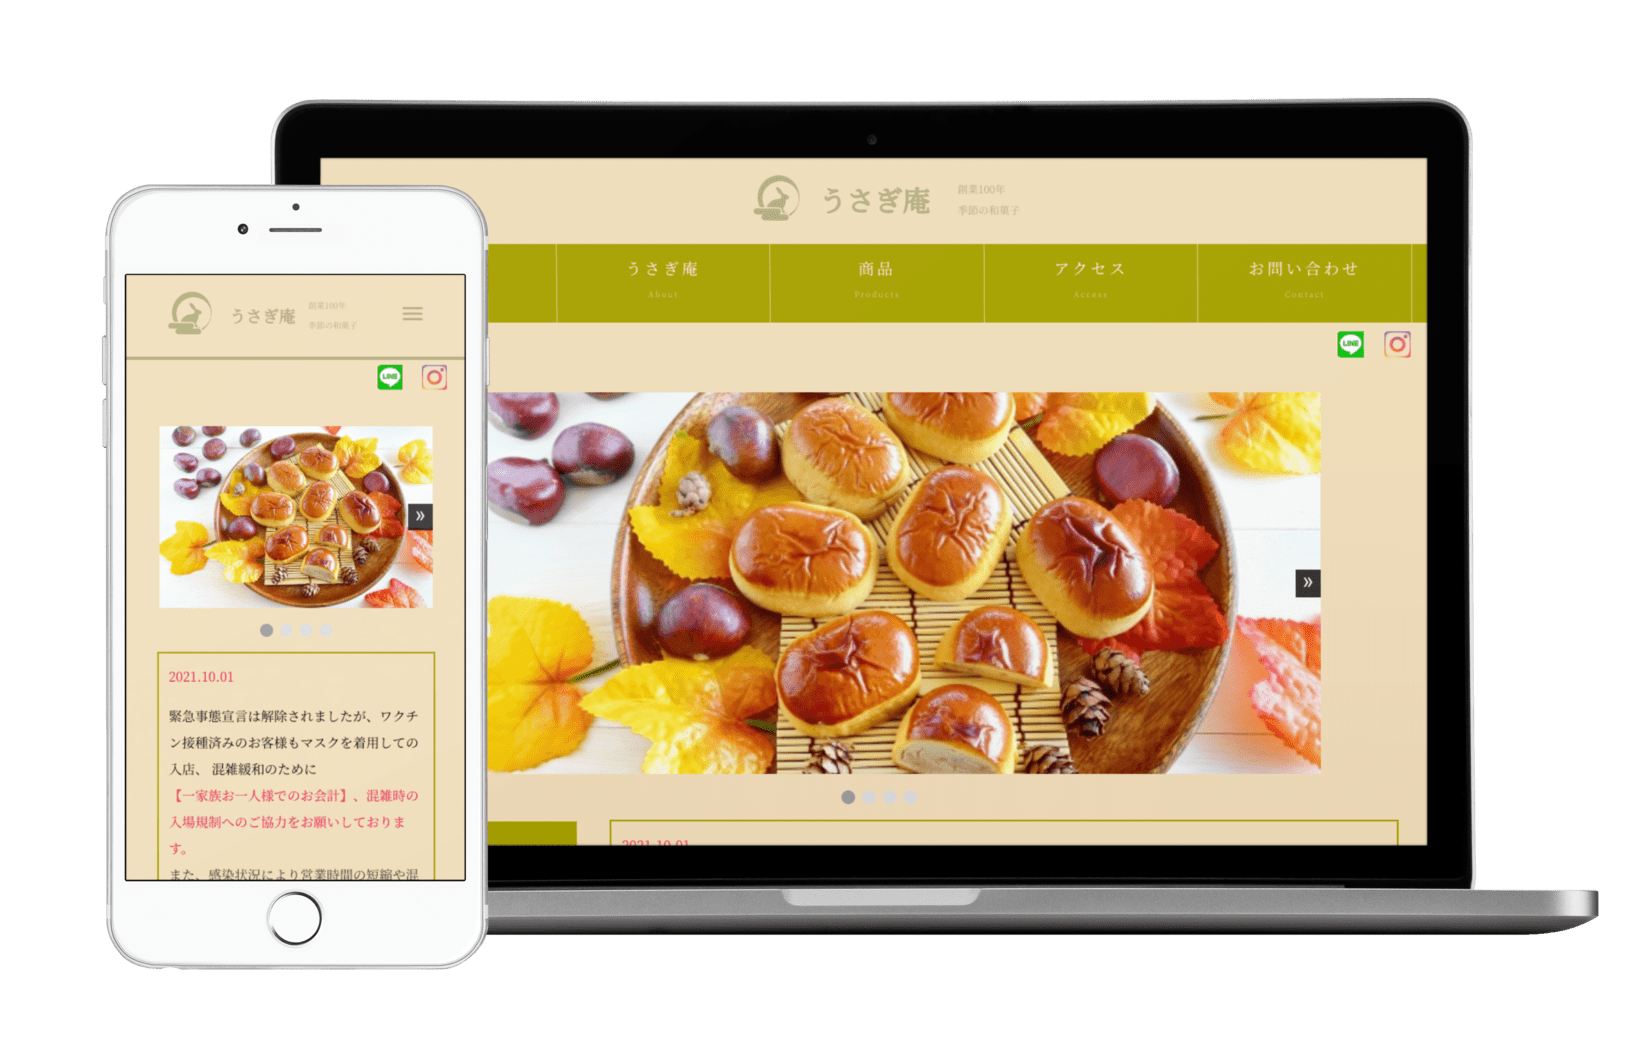 うさぎ庵
創業100年
季節の和菓子
うさぎ庵
About
商品
Products
アクセス
Access
お問い合わせ
Contact
LINE
»
2021.10.01
うさぎ庵
創業100年
季節の和菓子
LINE
»
2021.10.01
緊急事態宣言は解除されましたが、ワクチ
ン接種済みのお客様もマスクを着用しての
入店、 混雑緩和のために
【一家族お一人様でのお会計】、混雑時の
入場規制へのご協力をお願いしておりま
す。
また、感染状況により営業時間の短縮や混